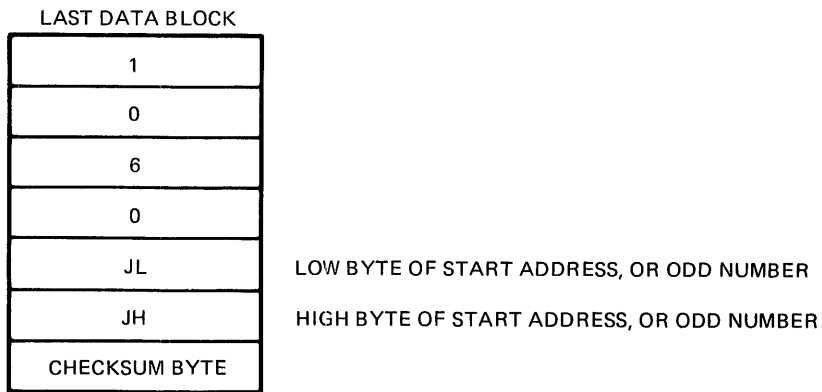 LAST DATA BLOCK
1
0
6
0
JL LOW BYTE OF START ADDRESS, OR ODD NUMBER
JH HIGH BYTE OF START ADDRESS, OR ODD NUMBER
CHECKSUM BYTE